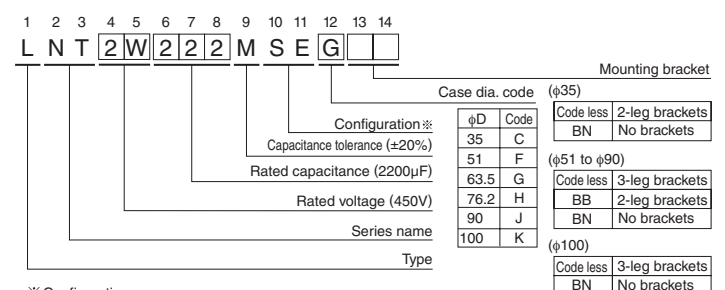 1 2 3 4 5 6 7 8 9 10 11 12 13 14
L N T 2 W 2 2 2 M S E G
Mounting bracket
Case dia. code
Configuration※
Capacitance tolerance (±20%)
Rated capacitance (2200µF)
Rated voltage (450V)
Series name
Type
ϕD Code
35 C
51 F
63.5 G
76.2 H
90 J
100 K
(ϕ35)
Code less 2-leg brackets
BN No brackets
(ϕ51 to ϕ90)
Code less 3-leg brackets
BB 2-leg brackets
BN No brackets
(ϕ100)
Code less 3-leg brackets
BN No brackets